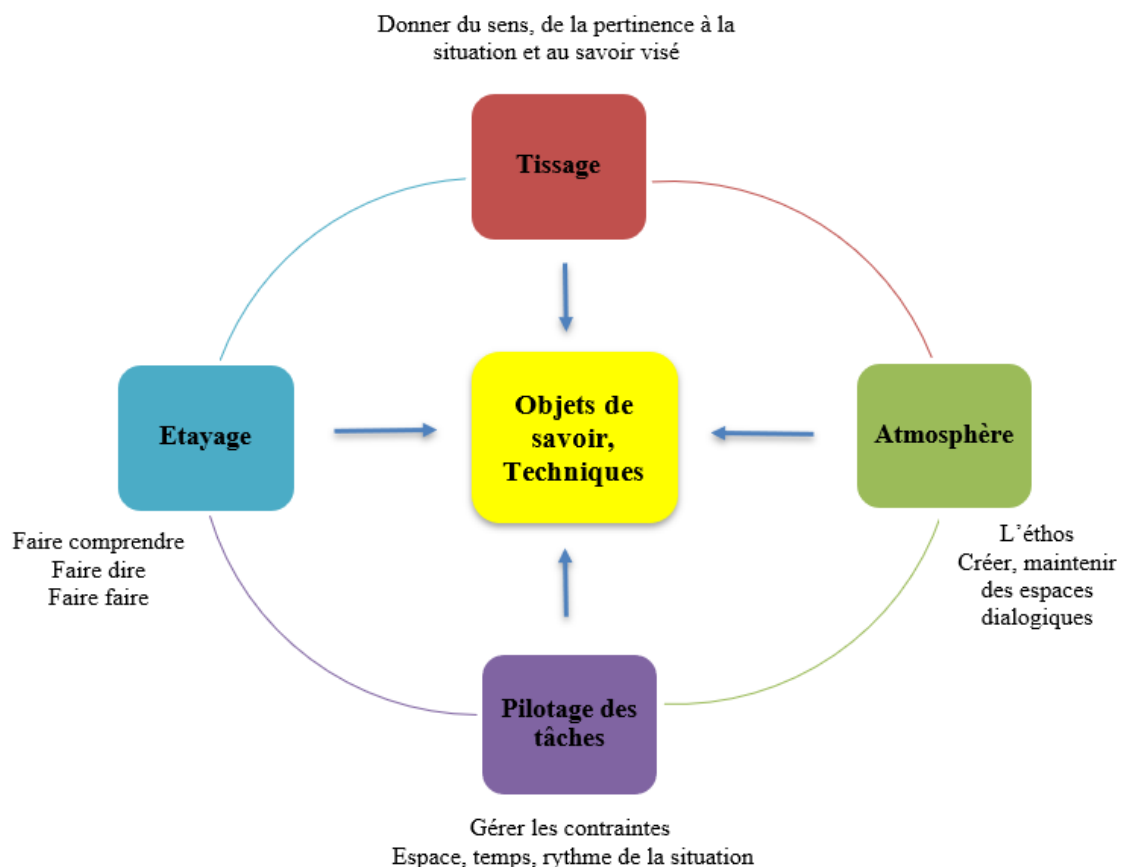 Donner du sens, de la pertinence à la
situation et au savoir visé
Tissage
Etayage
Objets de
savoir,
Techniques
Atmosphère
Faire comprendre
Faire dire
Faire faire
L’éthos
Créer, maintenir
des espaces
dialogiques
Pilotage des
tâches
Gérer les contraintes
Espace, temps, rythme de la situation